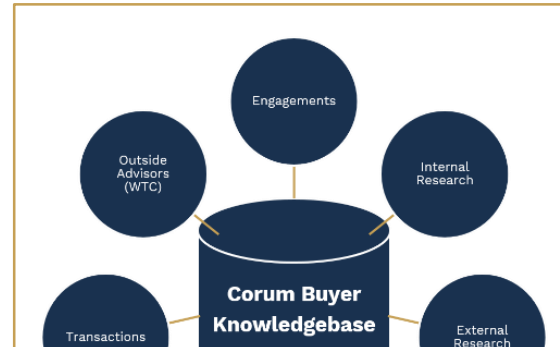 Engagements
Outside
Advisors
(WTC)
Internal
Research
Corum Buyer
Knowledgebase
Transactions
External
Research